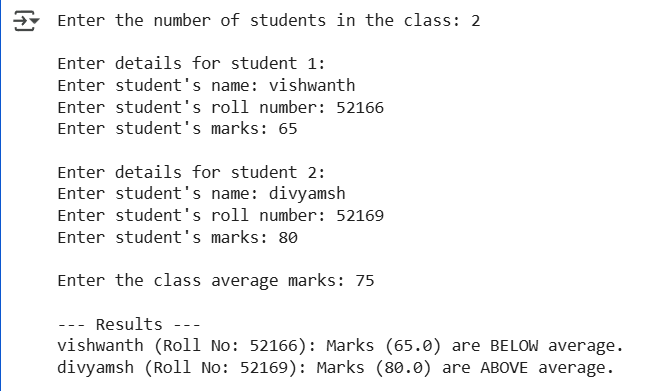 Enter the number of students in the class: 2
Enter details for student 1:
Enter student's name: vishwanth
Enter student's roll number: 52166
Enter student's marks: 65
Enter details for student 2:
Enter student's name: divyamsh
Enter student's roll number: 52169
Enter student's marks: 80
Enter the class average marks: 75
--- Results ---
vishwanth (Roll No: 52166): Marks (65.0) are BELOW average.
divyamsh (Roll No: 52169): Marks (80.0) are ABOVE average.